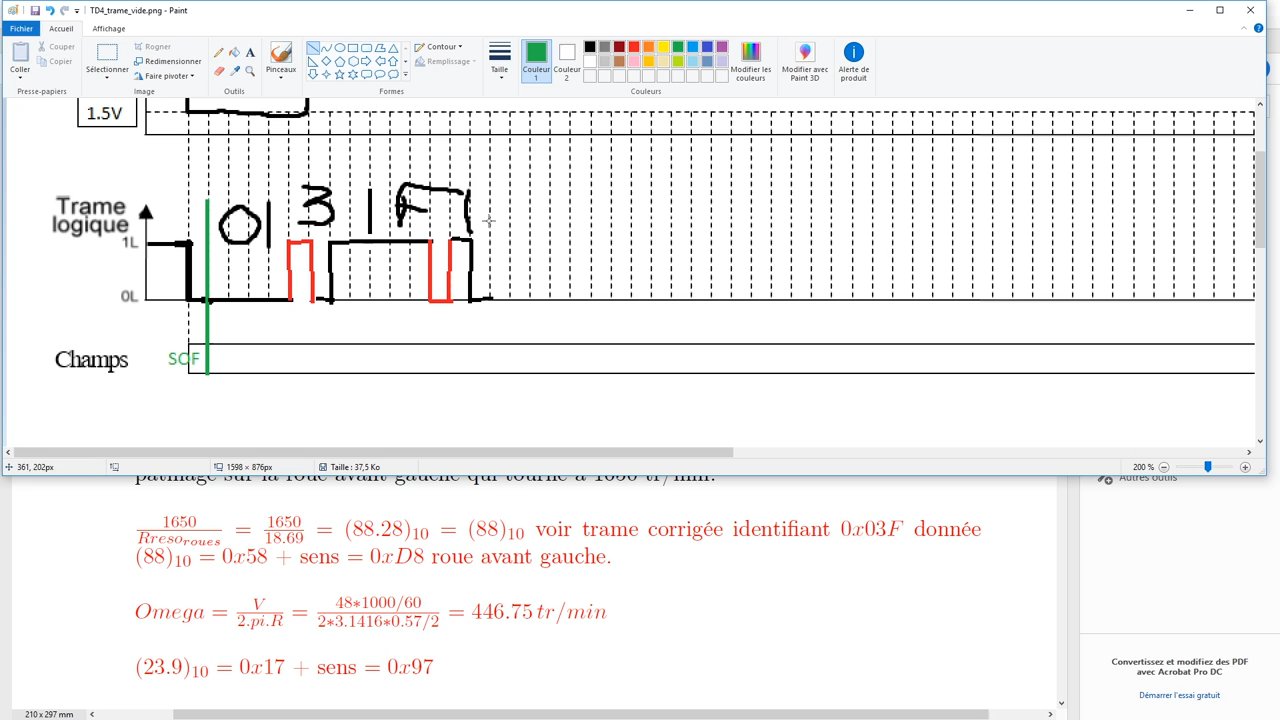 TD4_trame_vide.png - Paint
Fichier Accueil Affichage
Coller
Couper
Copier
Presse-papiers
Sélectionner
Rogner
Redimensionner
Faire pivoter
Image
A
Outils
Pinceaux
Contour
Remplissage
Formes
Taille
Couleur 1
Couleur 2
Couleurs
Modifier les couleurs
Modifier avec Paint 3D
Alerte de produit
1.5V
Trame logique
0 3 F
1L
0L
Champs
SOF
361, 202px
1598 × 876px
Taille : 37,5 Ko
200 %
patinage sur la roue avant gauche qui tourne à 1650 tr/min.
Autres outils
1650/Rreso_roues = 1650/18.69 = (88.28)10 = (88)10 voir trame corrigée identifiant 0x03F donnée
(88)10 = 0x58 + sens = 0xD8 roue avant gauche.
Omega = V/2.pi.R = 48*1000/60 / 2*3.1416*0.57/2 = 446.75 tr/min
(23.9)10 = 0x17 + sens = 0x97
Convertissez et modifiez des PDF
avec Acrobat Pro DC
Démarrer l'essai gratuit
210 x 297 mm